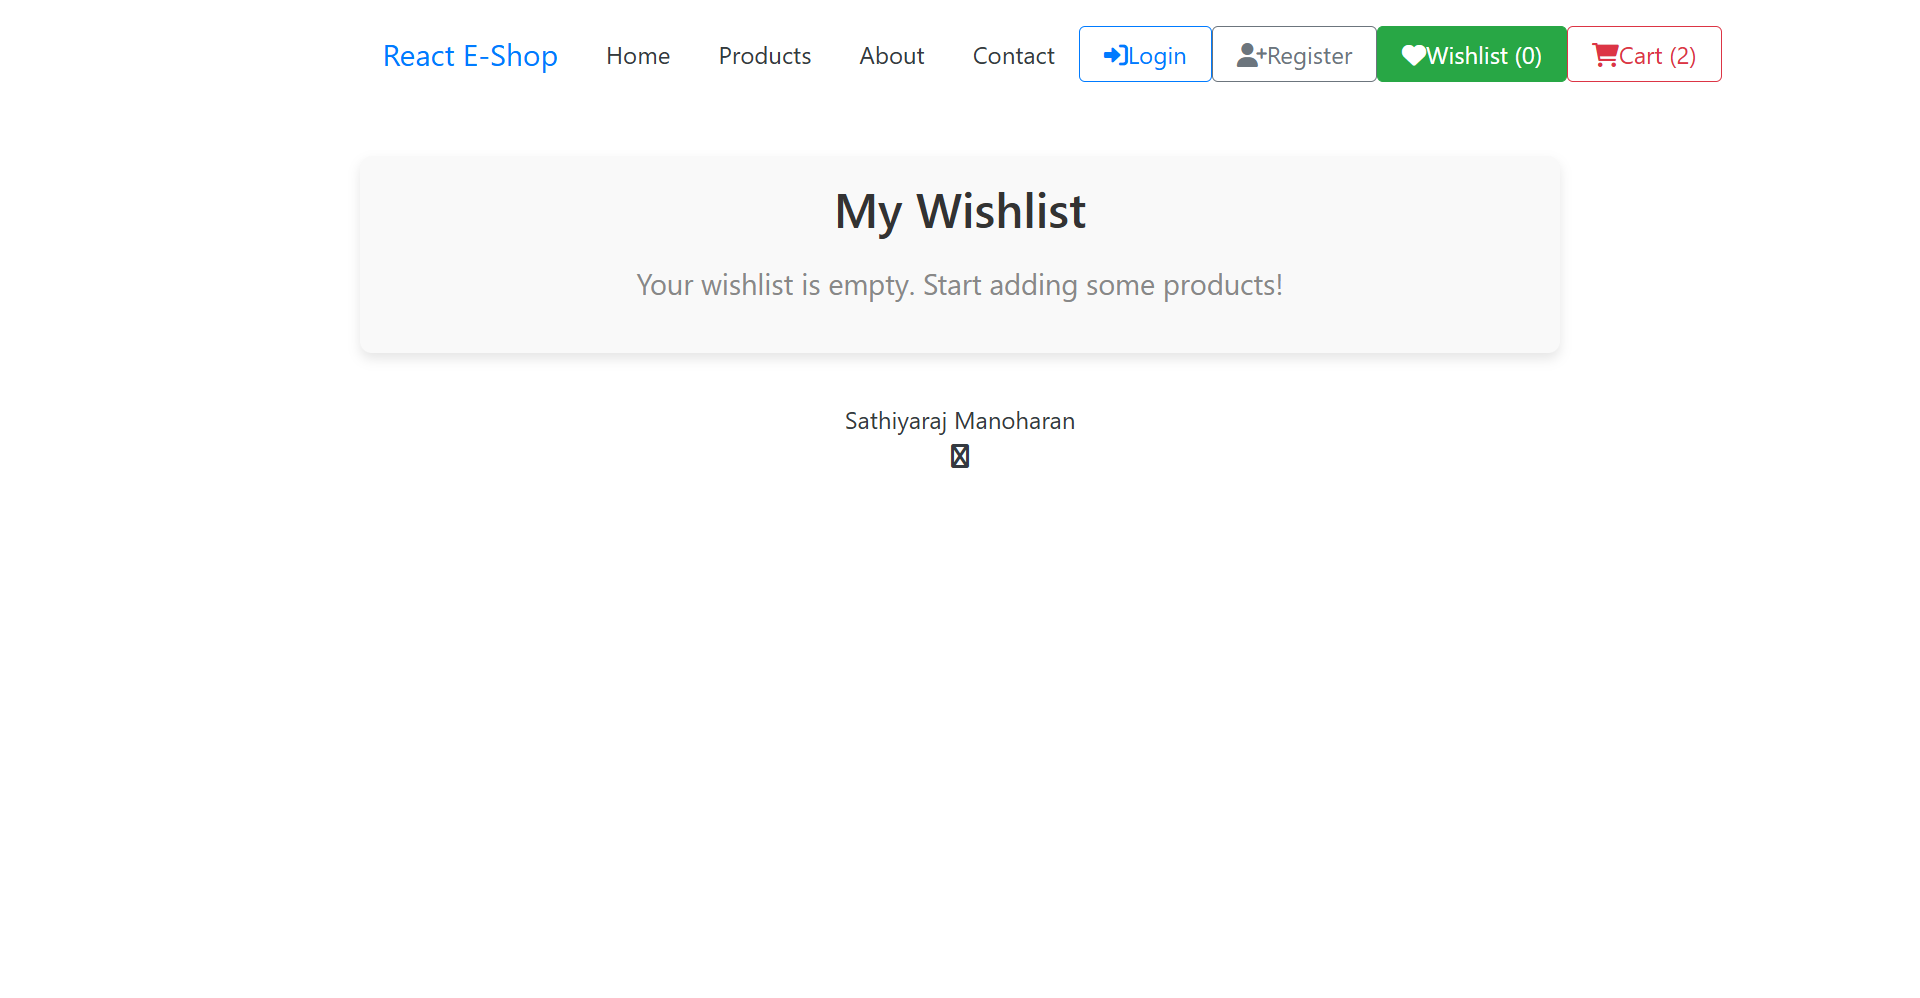 React E-Shop Home Products About Contact Login Register Wishlist (0) Cart (2)
My Wishlist
Your wishlist is empty. Start adding some products!
Sathiyaraj Manoharan